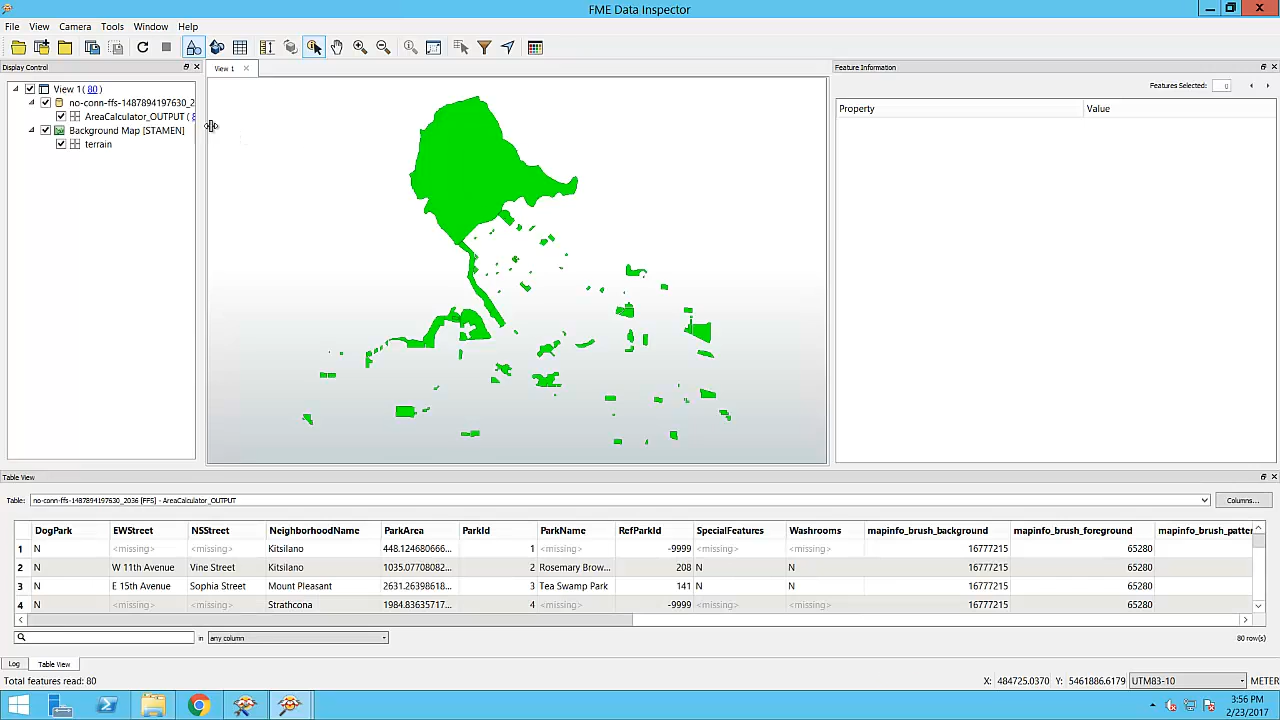 FME Data Inspector
File View Camera Tools Window Help
Display Control
View 1
Feature Information
View 1 ( 80 )
no-conn-ffs-1487894197630_2
AreaCalculator_OUTPUT ( 8
Background Map [STAMEN]
terrain
Features Selected: 0
Property Value
Table View
Table: no-conn-ffs-1487894197630_2036 [FFS] - AreaCalculator_OUTPUT Columns...
DogPark EWStreet NSStreet NeighborhoodName ParkArea ParkId ParkName RefParkId SpecialFeatures Washrooms mapinfo_brush_background mapinfo_brush_foreground mapinfo_brush_patte
1 N <missing> <missing> Kitsilano 448.124680666... 1 <missing> -9999 <missing> <missing> 16777215 65280
2 N W 11th Avenue Vine Street Kitsilano 1035.07708082... 2 Rosemary Brow... 208 N N 16777215 65280
3 N E 15th Avenue Sophia Street Mount Pleasant 2631.26398618... 3 Tea Swamp Park 141 N N 16777215 65280
4 N <missing> <missing> Strathcona 1984.83635717... 4 <missing> -9999 <missing> <missing> 16777215 65280
in any column 80 row(s)
Log Table View
Total features read: 80 X: 484725.0370 Y: 5461886.6179 UTM83-10 METER
3:56 PM
2/23/2017